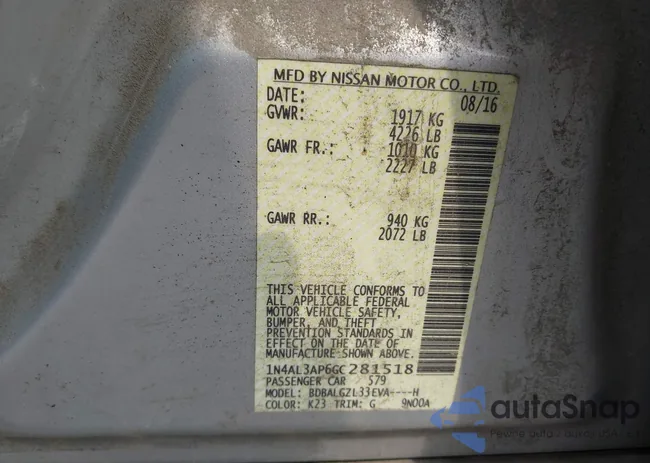 MFD BY NISSAN MOTOR CO., LTD.
DATE: 08/16
GVWR: 1917 KG
4226 LB
GAWR FR.: 1010 KG
2227 LB
GAWR RR.: 940 KG
2072 LB
THIS VEHICLE CONFORMS TO
ALL APPLICABLE FEDERAL
MOTOR VEHICLE SAFETY,
BUMPER, AND THEFT
PREVENTION STANDARDS IN
EFFECT ON THE DATE OF
MANUFACTURE SHOWN ABOVE.
1N4AL3AP6GC281518
PASSENGER CAR 579
MODEL: BDBALGZL33EVA----H
COLOR: K23 TRIM: G 9N00A
autaSnap
Pewne auto z